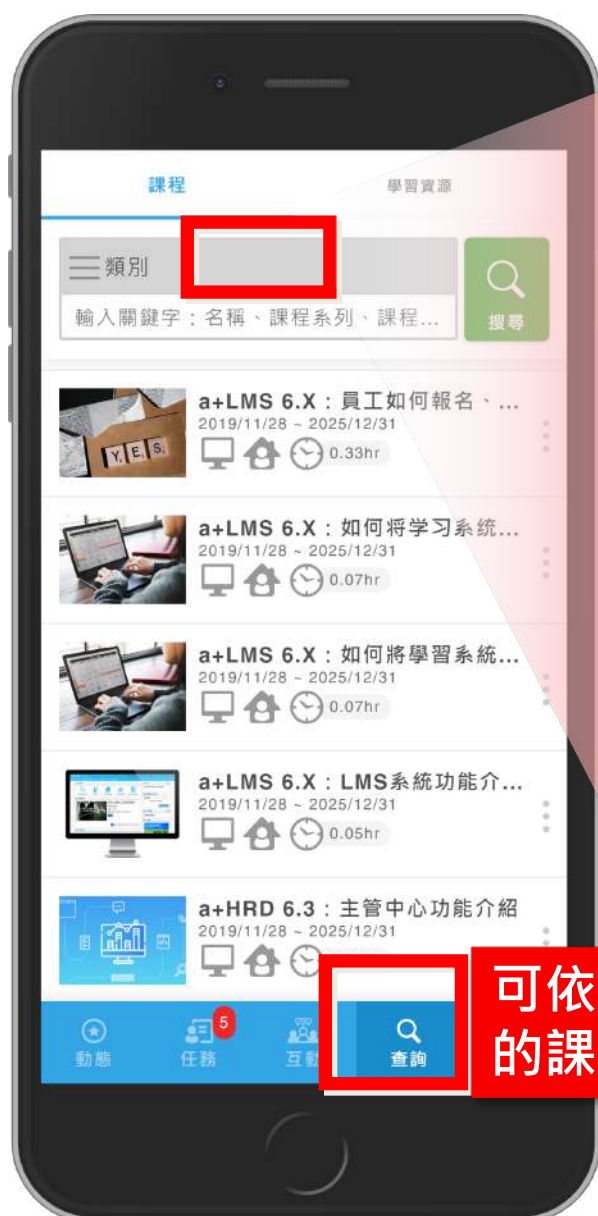 課程
學習資源
類別
輸入關鍵字：名稱、課程系列、課程...
搜尋
Y E S
a+LMS 6.X：員工如何報名、...
2019/11/28 ~ 2025/12/31
0.33hr
a+LMS 6.X：如何将学习系统...
2019/11/28 ~ 2025/12/31
0.07hr
a+LMS 6.X：如何將學習系統...
2019/11/28 ~ 2025/12/31
0.07hr
a+LMS 6.X：LMS系統功能介...
2019/11/28 ~ 2025/12/31
0.05hr
a+HRD 6.3：主管中心功能介紹
2019/11/28 ~ 2025/12/31
可依
的課
動態
5
任務
互動
查詢